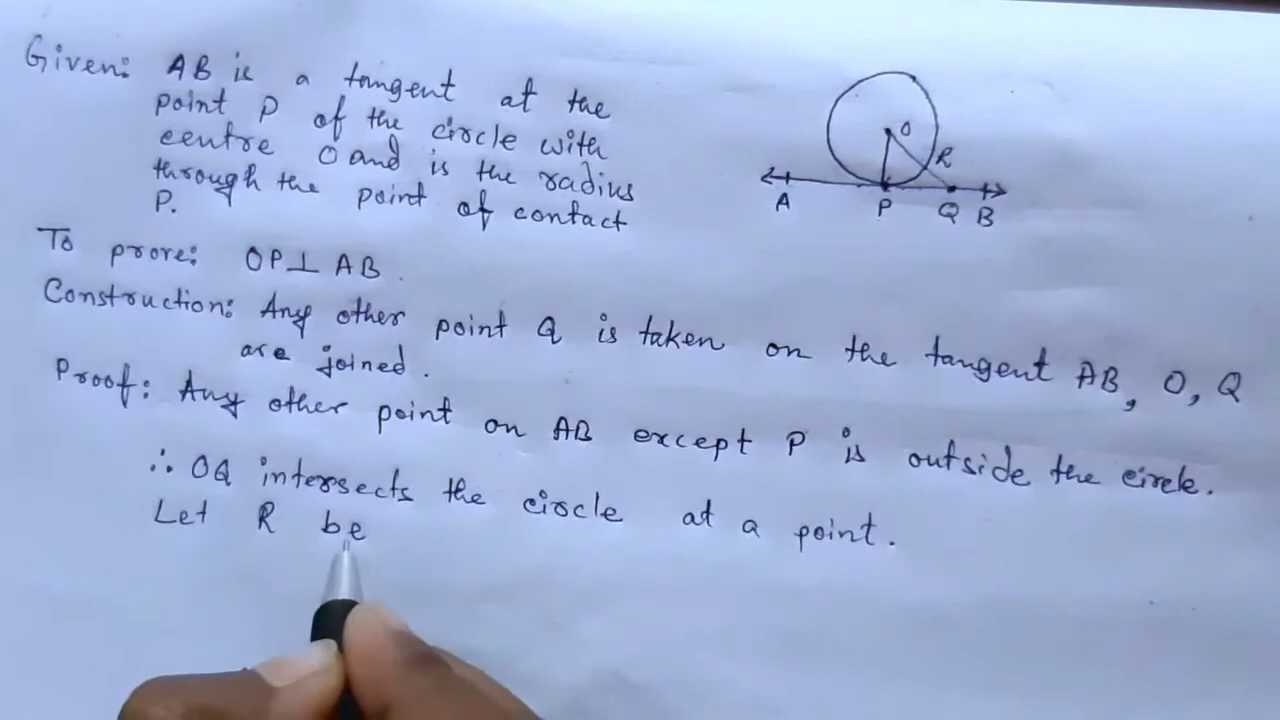 Given: AB is a tangent at the
point P of the circle with
centre O and is the radius
through the point of contact
P.
O
R
A
P
Q
B
To prove: OP⊥AB.
Construction: Any other point Q is taken on the tangent AB, O, Q
are joined.
Proof: Any other point on AB except P is outside the circle.
∴ OQ intersects the circle at a point.
Let R be